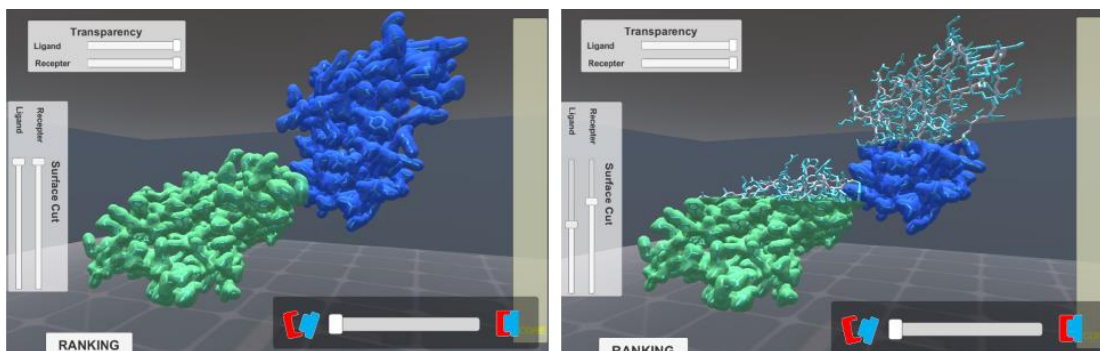 Transparency
Ligand
Recepter
Ligand
Recepter
Surface Cut
RANKING
Transparency
Ligand
Recepter
Ligand
Recepter
Surface Cut
RANKING